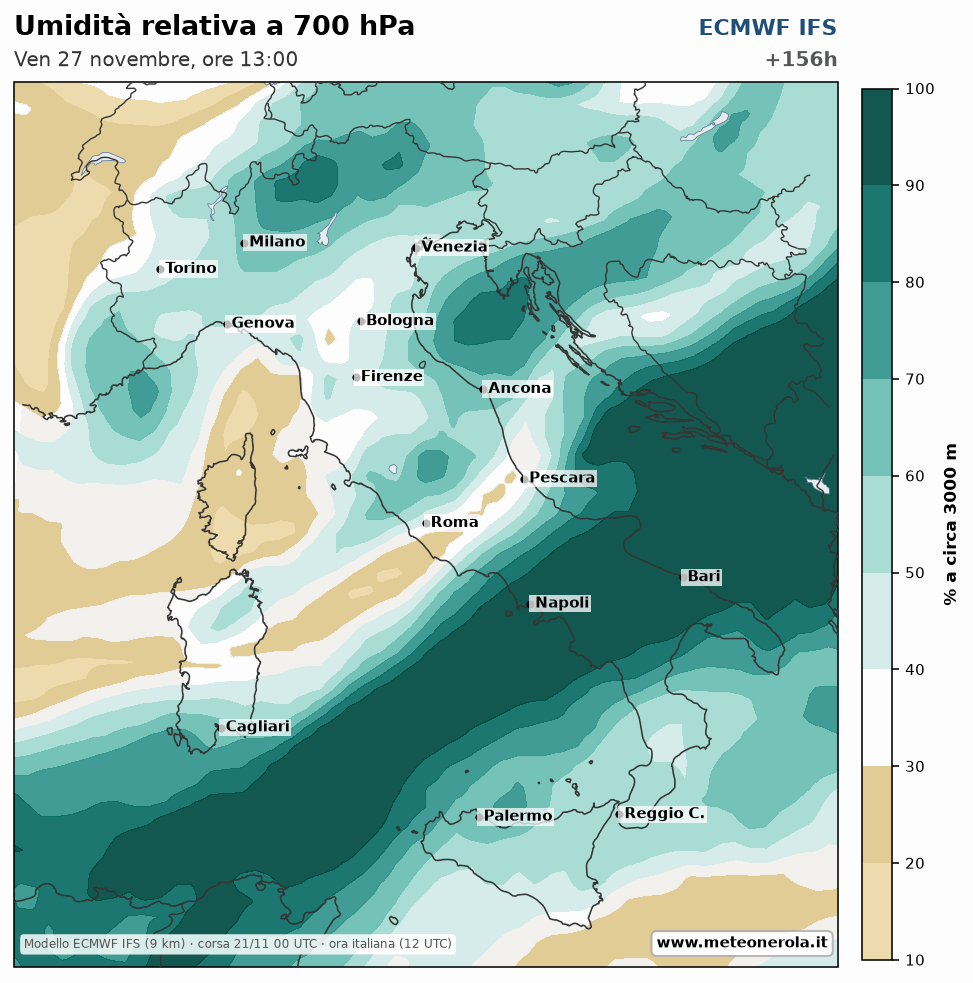 Umidità relativa a 700 hPa
ECMWF IFS
Ven 27 novembre, ore 13:00
+156h
Milano
Venezia
Torino
Genova
Bologna
Firenze
Ancona
Pescara
Roma
Bari
Napoli
Cagliari
Palermo
Reggio C.
Modello ECMWF IFS (9 km) · corsa 21/11 00 UTC · ora italiana (12 UTC)
www.meteonerola.it
100
90
80
70
60
50
40
30
20
10
% a circa 3000 m